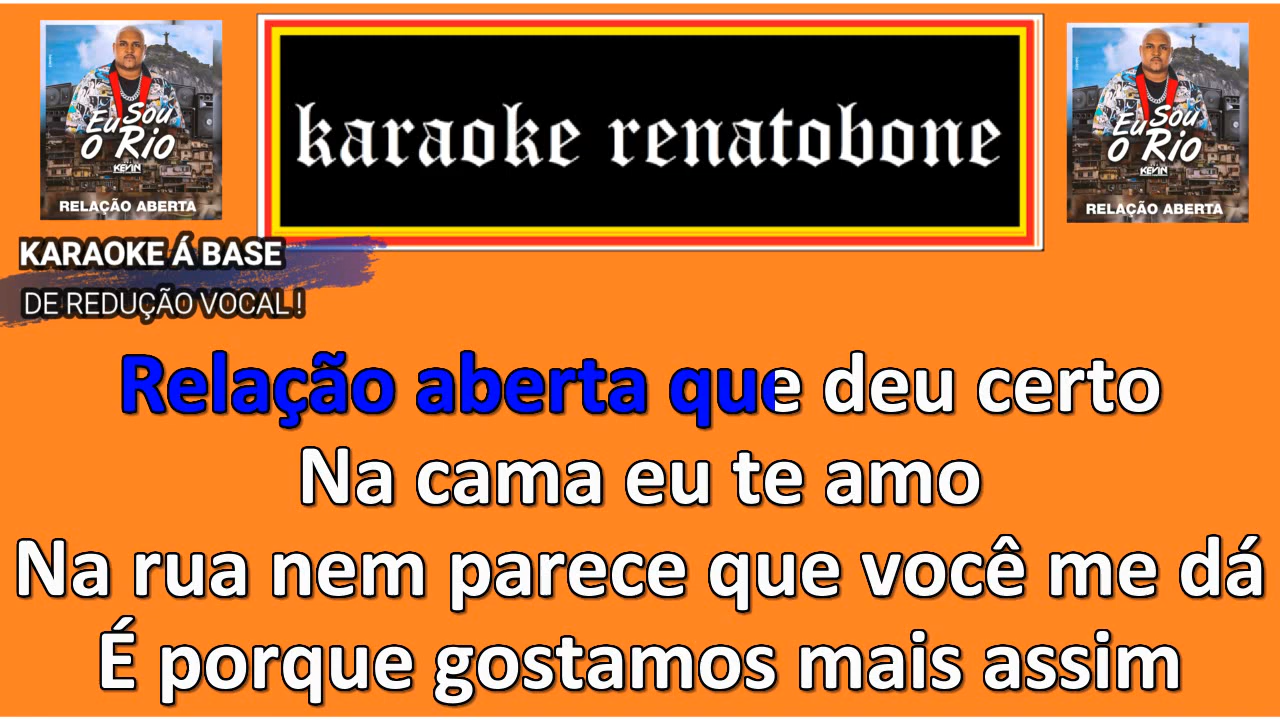 Eu Sou
o Rio
KEVIN
RELAÇÃO ABERTA
karaoke renatobone
Eu Sou
o Rio
KEVIN
RELAÇÃO ABERTA
KARAOKE Á BASE
DE REDUÇÃO VOCAL !
Relação aberta que deu certo
Na cama eu te amo
Na rua nem parece que você me dá
É porque gostamos mais assim